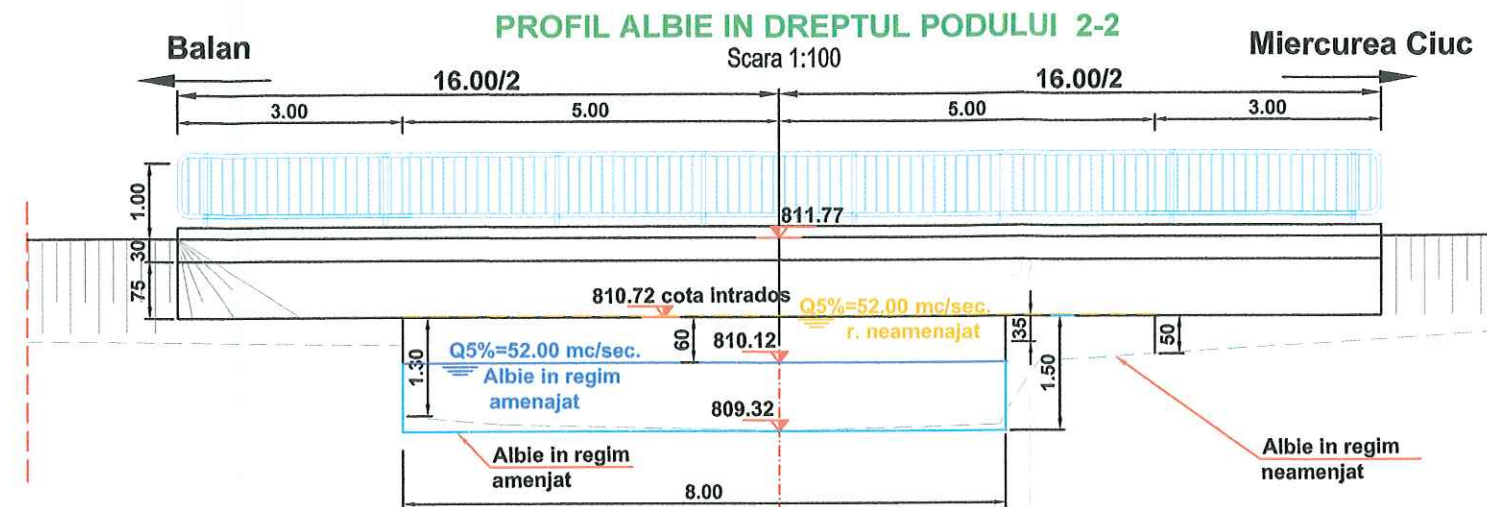 PROFIL ALBIE IN DREPTUL PODULUI 2-2
Scara 1:100
Balan
Miercurea Ciuc
16.00/2
16.00/2
3.00
5.00
5.00
3.00
1.00
30
75
811.77
810.72 cota intrados
Q5%=52.00 mc/sec.
r. neamenajat
35
50
60
810.12
1.30
1.50
Q5%=52.00 mc/sec.
Albie in regim
amenajat
809.32
Albie in regim
amenjat
Albie in regim
neamenjat
8.00